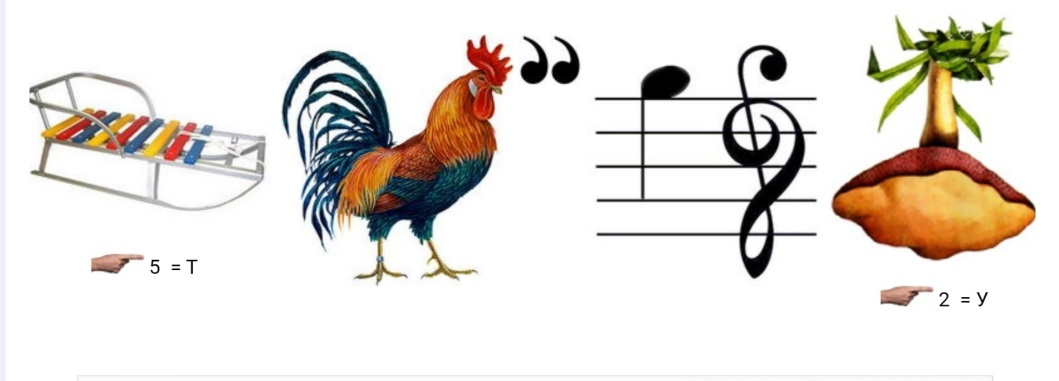 ”
5 = Т
2 = У